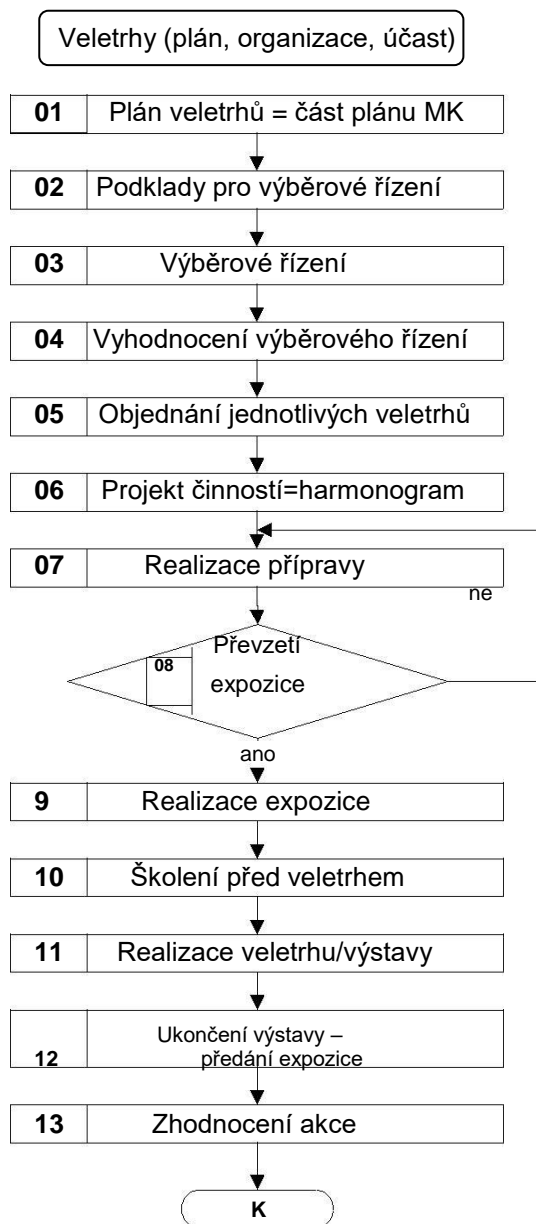 Veletrhy (plán, organizace, účast)
01 Plán veletrhů = část plánu MK
02 Podklady pro výběrové řízení
03 Výběrové řízení
04 Vyhodnocení výběrového řízení
05 Objednání jednotlivých veletrhů
06 Projekt činností=harmonogram
07 Realizace přípravy
ne
Převzetí
08
expozice
ano
9 Realizace expozice
10 Školení před veletrhem
11 Realizace veletrhu/výstavy
Ukončení výstavy –
12 předání expozice
13 Zhodnocení akce
K